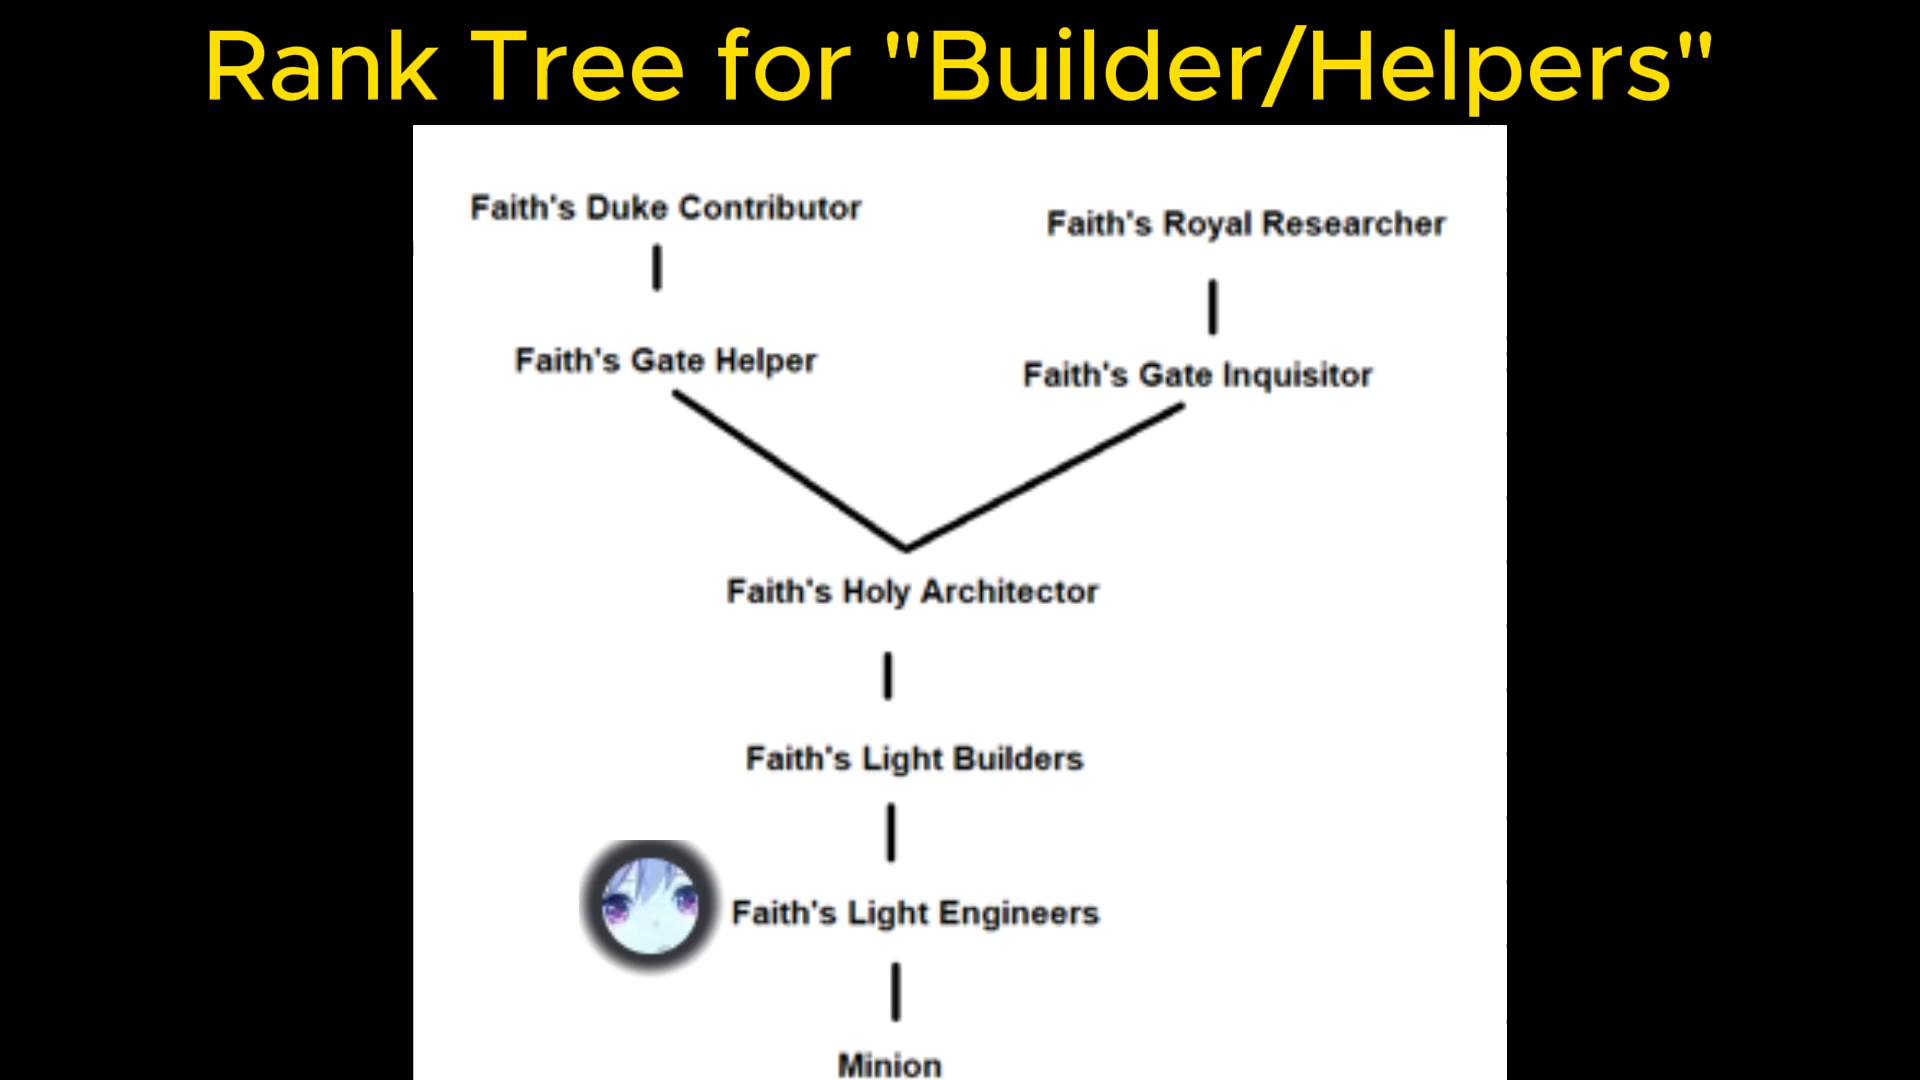 Rank Tree for "Builder/Helpers"
Faith's Duke Contributor
Faith's Royal Researcher
Faith's Gate Helper
Faith's Gate Inquisitor
Faith's Holy Architector
Faith's Light Builders
Faith's Light Engineers
Minion